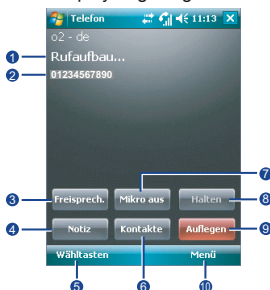 Telefon 11:13
o2 - de
1 Rufaufbau...
2 01234567890
7
3 Freisprech. Mikro aus Halten 8
4 Notiz Kontakte Auflegen 9
Wähltasten Menü
5 6 10